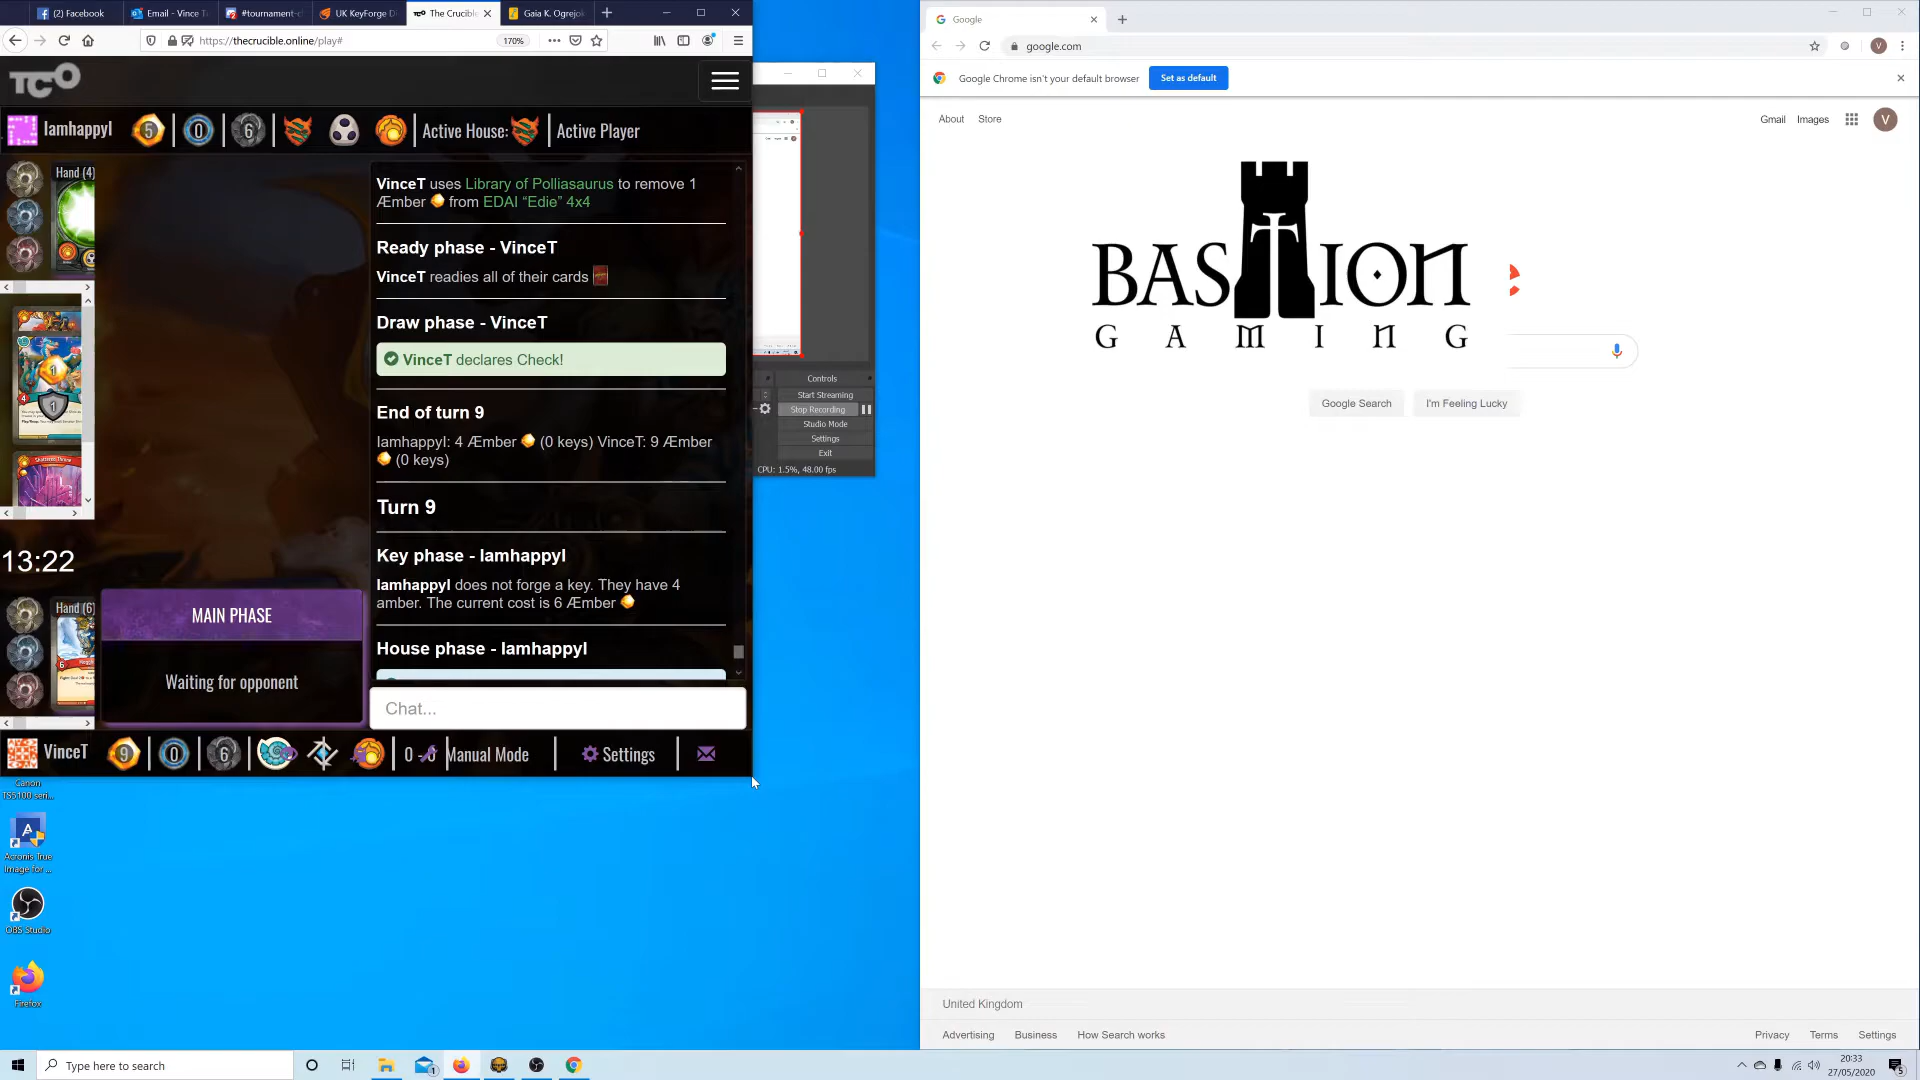 (2) Facebook
Email - Vince T
#tournament-c
UK KeyForge D
The Crucible
Gaia K. Ogrejo
https://thecrucible.online/play#
170%
TCO
Iamhappyl 5 0 6 Active House: Active Player
Hand (4)
VinceT uses Library of Polliasaurus to remove 1
Æmber from EDAI “Edie” 4x4
Ready phase - VinceT
VinceT readies all of their cards
Draw phase - VinceT
VinceT declares Check!
End of turn 9
Iamhappyl: 4 Æmber (0 keys) VinceT: 9 Æmber
(0 keys)
Turn 9
Key phase - Iamhappyl
Iamhappyl does not forge a key. They have 4
amber. The current cost is 6 Æmber
House phase - Iamhappyl
Chat...
13:22
Hand (6)
MAIN PHASE
Waiting for opponent
VinceT 9 0 6 Manual Mode Settings
Controls
Start Streaming
Stop Recording
Studio Mode
Settings
Exit
CPU: 1.5%, 48.00 fps
Canon
TS5100 seri...
Acronis True
Image for ...
OBS Studio
Firefox
Google
google.com
Google Chrome isn't your default browser Set as default
About Store
Gmail Images V
BASTION
GAMING
Google Search I'm Feeling Lucky
United Kingdom
Advertising Business How Search works
Privacy Terms Settings
Type here to search
20:33
27/05/2020